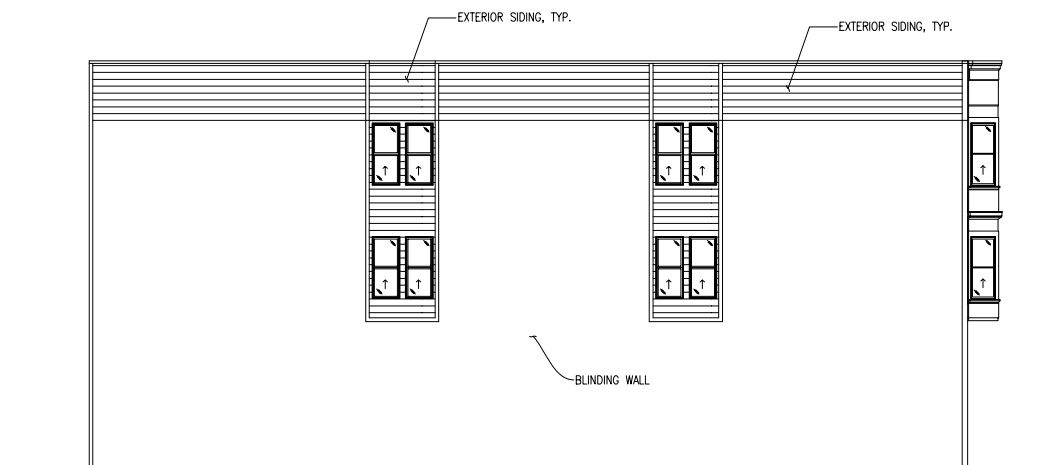 EXTERIOR SIDING, TYP.
EXTERIOR SIDING, TYP.
BLINDING WALL